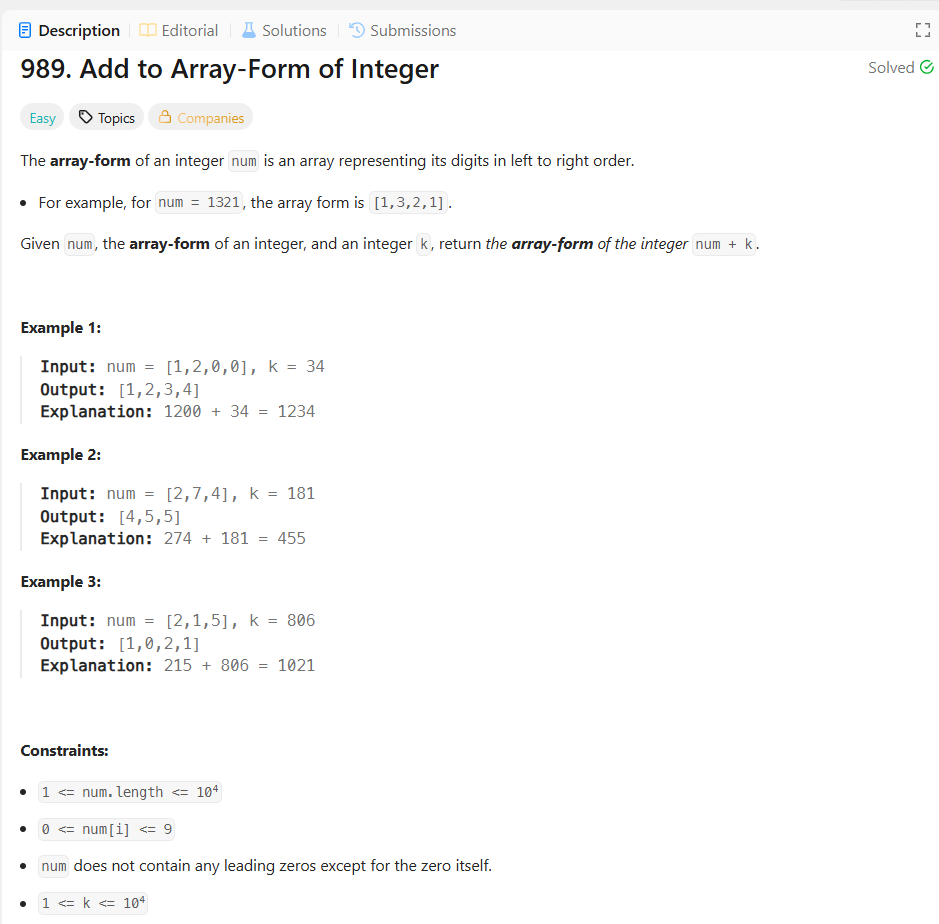 Description Editorial Solutions Submissions
989. Add to Array-Form of Integer
Solved
Easy Topics Companies
The array-form of an integer num is an array representing its digits in left to right order.
• For example, for num = 1321, the array form is [1,3,2,1].
Given num, the array-form of an integer, and an integer k, return the array-form of the integer num + k.
Example 1:
Input: num = [1,2,0,0], k = 34
Output: [1,2,3,4]
Explanation: 1200 + 34 = 1234
Example 2:
Input: num = [2,7,4], k = 181
Output: [4,5,5]
Explanation: 274 + 181 = 455
Example 3:
Input: num = [2,1,5], k = 806
Output: [1,0,2,1]
Explanation: 215 + 806 = 1021
Constraints:
• 1 <= num.length <= 10⁴
• 0 <= num[i] <= 9
• num does not contain any leading zeros except for the zero itself.
• 1 <= k <= 10⁴